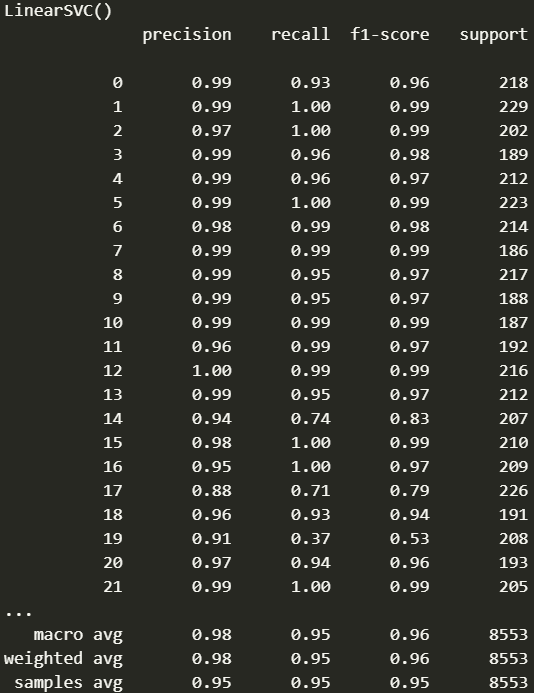 LinearSVC()
precision recall f1-score support
0 0.99 0.93 0.96 218
1 0.99 1.00 0.99 229
2 0.97 1.00 0.99 202
3 0.99 0.96 0.98 189
4 0.99 0.96 0.97 212
5 0.99 1.00 0.99 223
6 0.98 0.99 0.98 214
7 0.99 0.99 0.99 186
8 0.99 0.95 0.97 217
9 0.99 0.95 0.97 188
10 0.99 0.99 0.99 187
11 0.96 0.99 0.97 192
12 1.00 0.99 0.99 216
13 0.99 0.95 0.97 212
14 0.94 0.74 0.83 207
15 0.98 1.00 0.99 210
16 0.95 1.00 0.97 209
17 0.88 0.71 0.79 226
18 0.96 0.93 0.94 191
19 0.91 0.37 0.53 208
20 0.97 0.94 0.96 193
21 0.99 1.00 0.99 205
...
macro avg 0.98 0.95 0.96 8553
weighted avg 0.98 0.95 0.96 8553
samples avg 0.95 0.95 0.95 8553